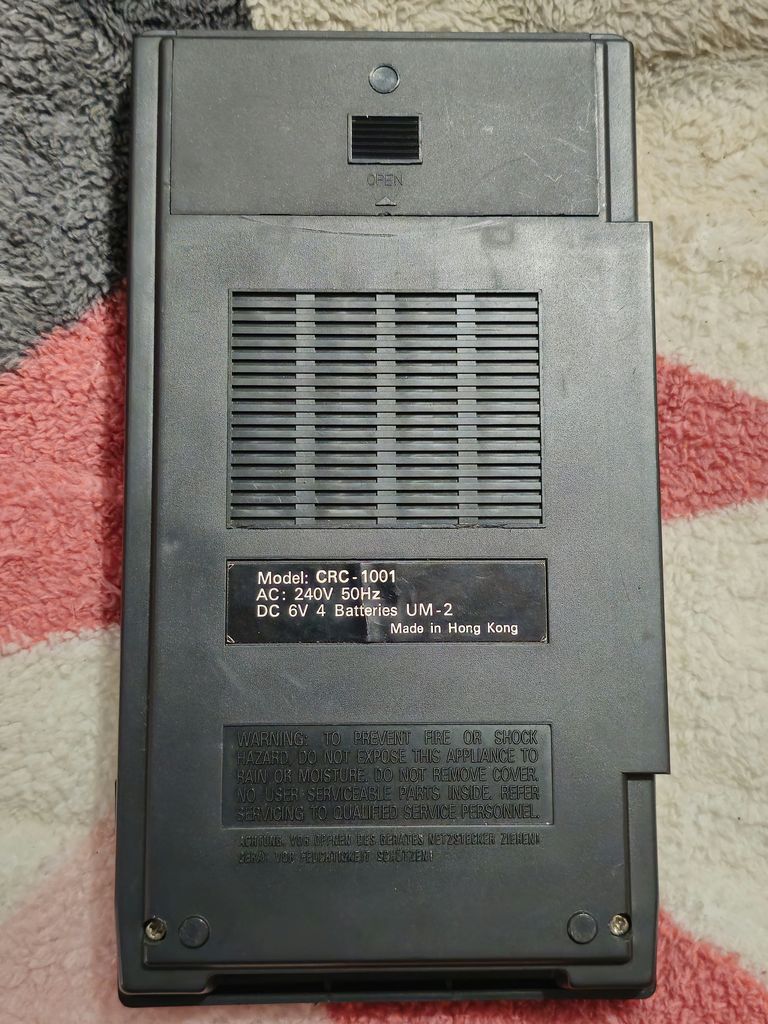 OPEN
Model: CRC-1001
AC: 240V 50Hz
DC 6V 4 Batteries UM-2
Made in Hong Kong
WARNING: TO PREVENT FIRE OR SHOCK
HAZARD, DO NOT EXPOSE THIS APPLIANCE TO
RAIN OR MOISTURE. DO NOT REMOVE COVER.
NO USER SERVICEABLE PARTS INSIDE. REFER
SERVICING TO QUALIFIED SERVICE PERSONNEL.
ACHTUNG: VOR ÖFFNEN DES GERÄTES NETZSTECKER ZIEHEN!
GERÄT VOR FEUCHTIGKEIT SCHÜTZEN!